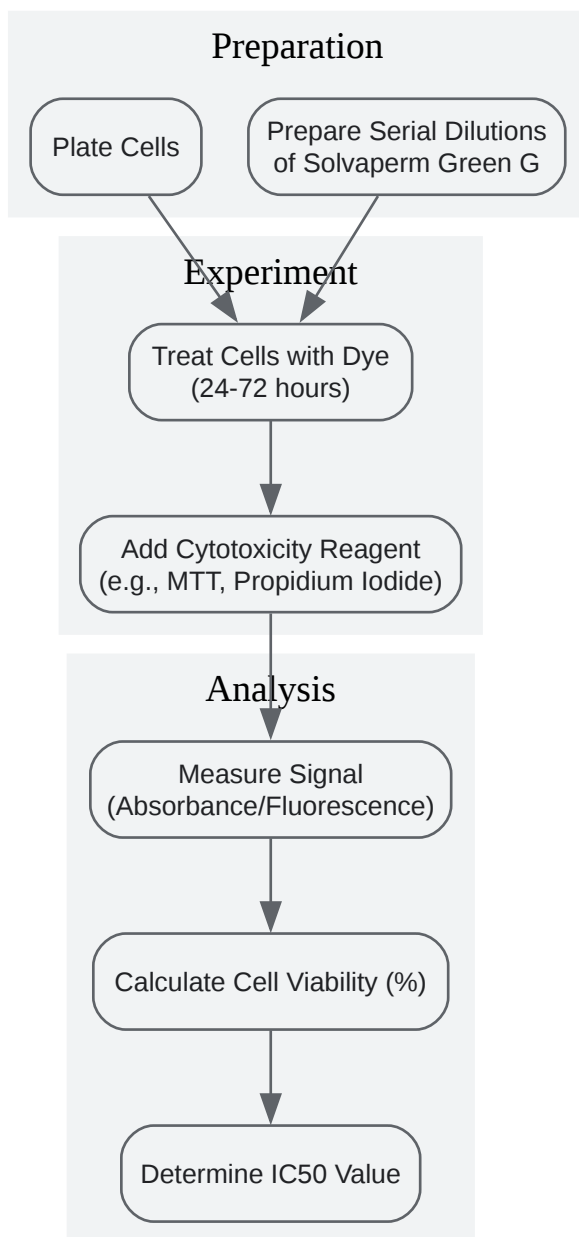 Preparation
Plate Cells
Prepare Serial Dilutions
of Solvaperm Green G
Experiment
Treat Cells with Dye
(24-72 hours)
Add Cytotoxicity Reagent
(e.g., MTT, Propidium Iodide)
Analysis
Measure Signal
(Absorbance/Fluorescence)
Calculate Cell Viability (%)
Determine IC50 Value